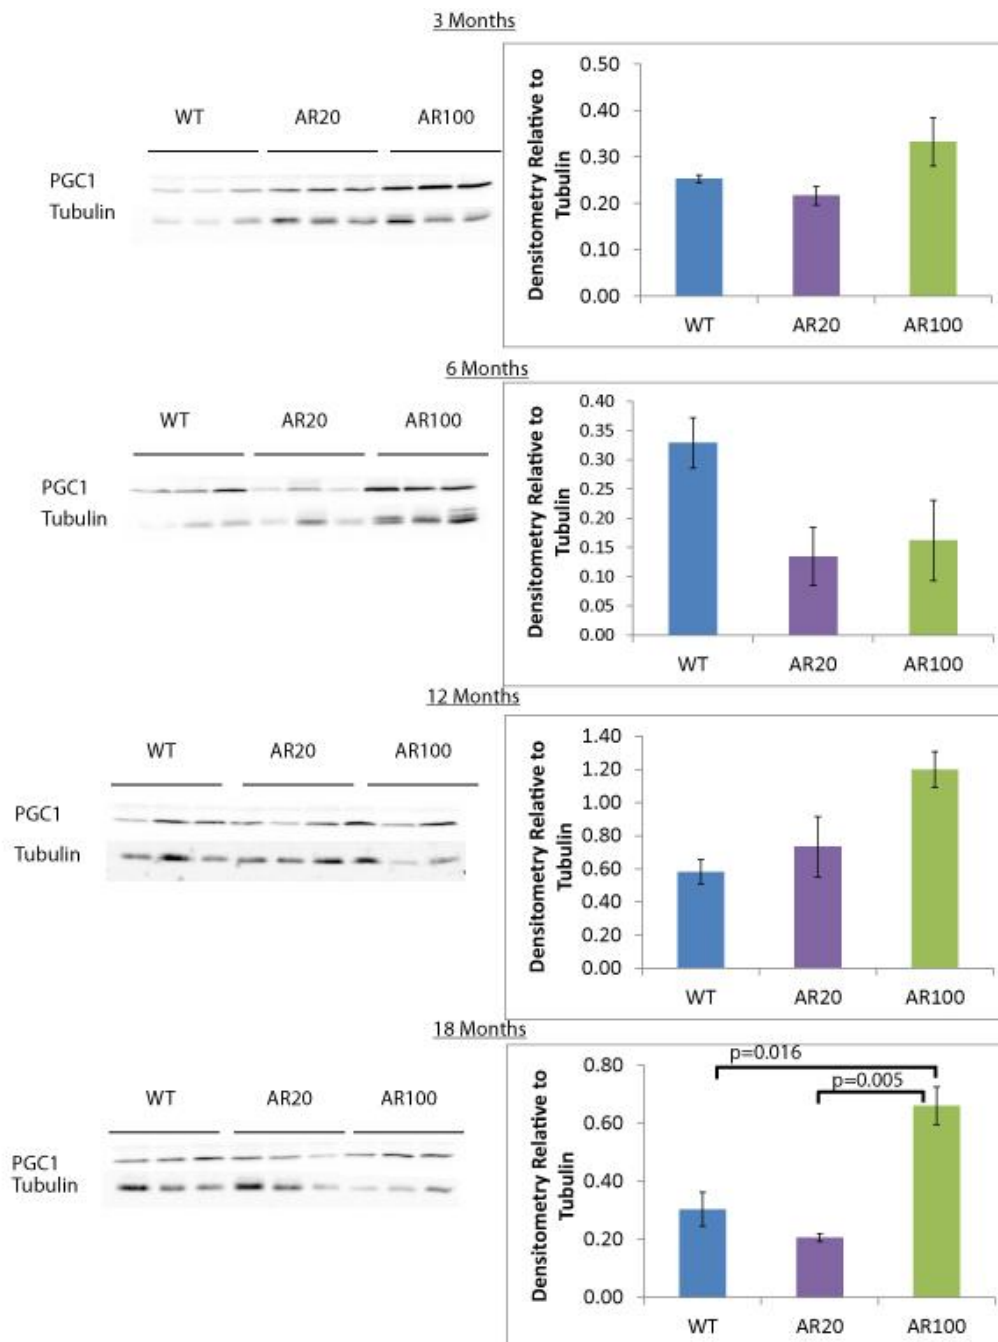 3 Months
WT AR20 AR100
PGC1
Tubulin
Densitometry Relative to
Tubulin
0.50
0.40
0.30
0.20
0.10
0.00
WT AR20 AR100
6 Months
WT AR20 AR100
PGC1
Tubulin
Densitometry Relative to
Tubulin
0.40
0.35
0.30
0.25
0.20
0.15
0.10
0.05
0.00
WT AR20 AR100
12 Months
WT AR20 AR100
PGC1
Tubulin
Densitometry Relative to
Tubulin
1.40
1.20
1.00
0.80
0.60
0.40
0.20
0.00
WT AR20 AR100
18 Months
WT AR20 AR100
PGC1
Tubulin
Densitometry Relative to
Tubulin
p=0.016
p=0.005
0.80
0.60
0.40
0.20
0.00
WT AR20 AR100